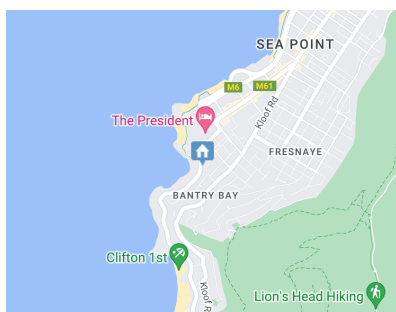 SEA POINT
M6
M61
The President
Kloof Rd
FRESNAYE
BANTRY BAY
Clifton 1st
Kloof R
Lion's Head Hiking